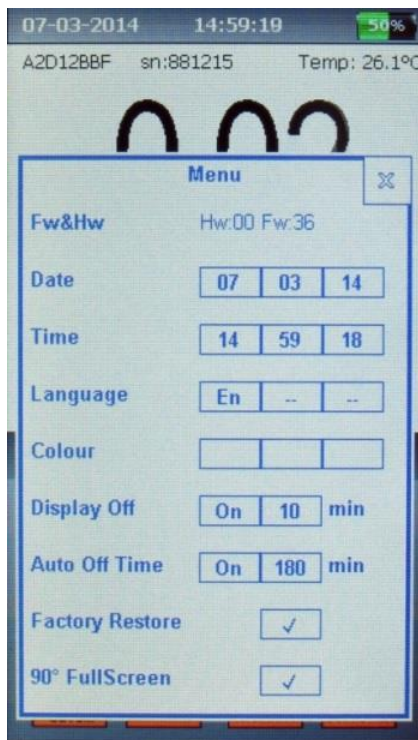 07-03-2014 14:59:19 50%
A2D12BBF sn:881215 Temp: 26.1ºC
Menu
Fw&Hw Hw:00 Fw:36
Date 07 03 14
Time 14 59 18
Language En -- --
Colour
Display Off On 10 min
Auto Off Time On 180 min
Factory Restore ✓
90° FullScreen ✓